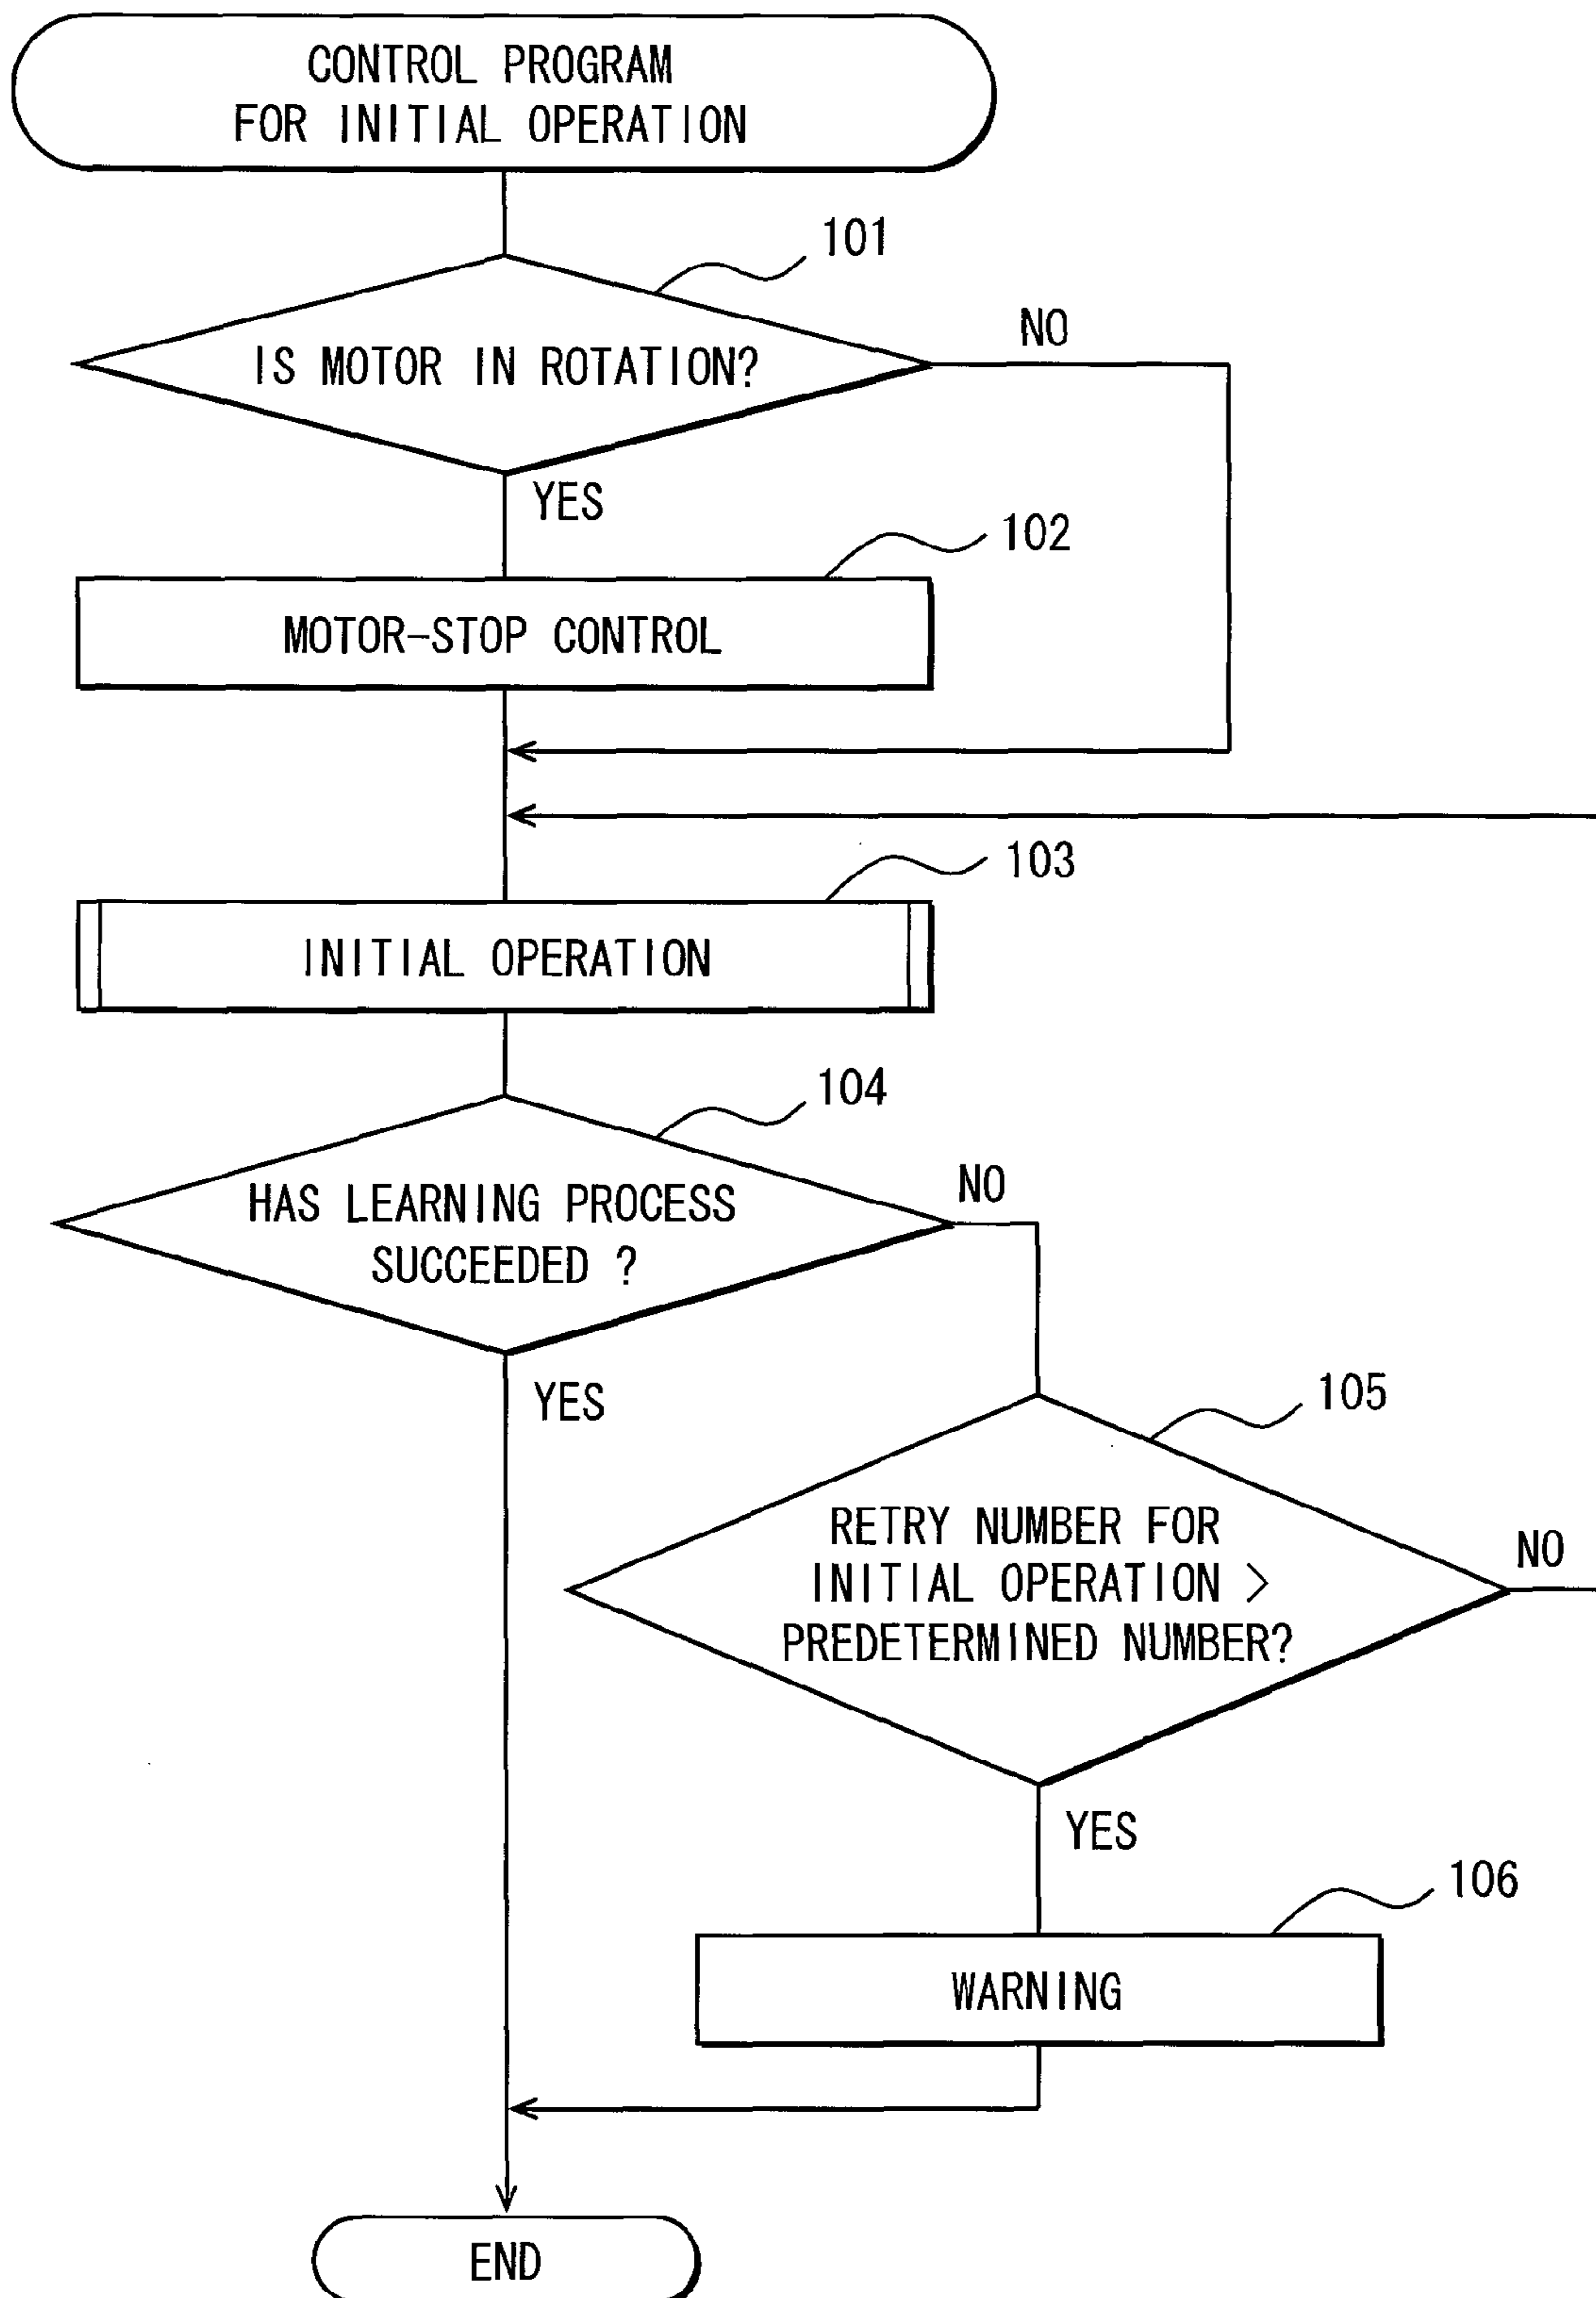 CONTROL PROGRAM
FOR INITIAL OPERATION
101
IS MOTOR IN ROTATION?
NO
YES
102
MOTOR-STOP CONTROL
103
INITIAL OPERATION
104
HAS LEARNING PROCESS
SUCCEEDED ?
NO
YES
105
RETRY NUMBER FOR
INITIAL OPERATION >
PREDETERMINED NUMBER?
NO
YES
106
WARNING
END